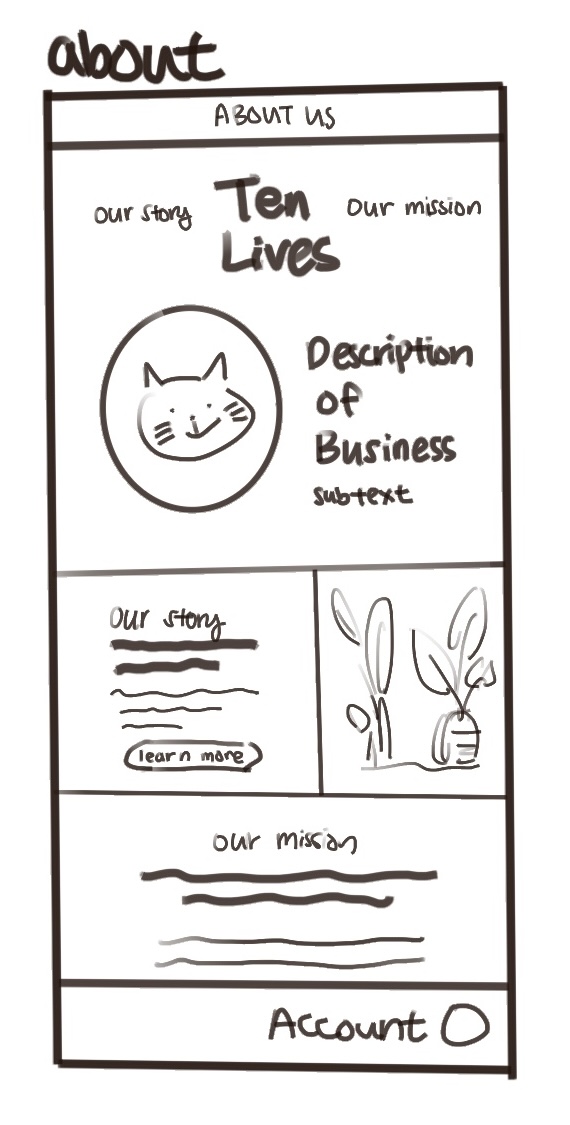 about
ABOUT US
Our story
Ten
Lives
Our mission
Description
of
Business
subtext
Our story
learn more
our mission
Account